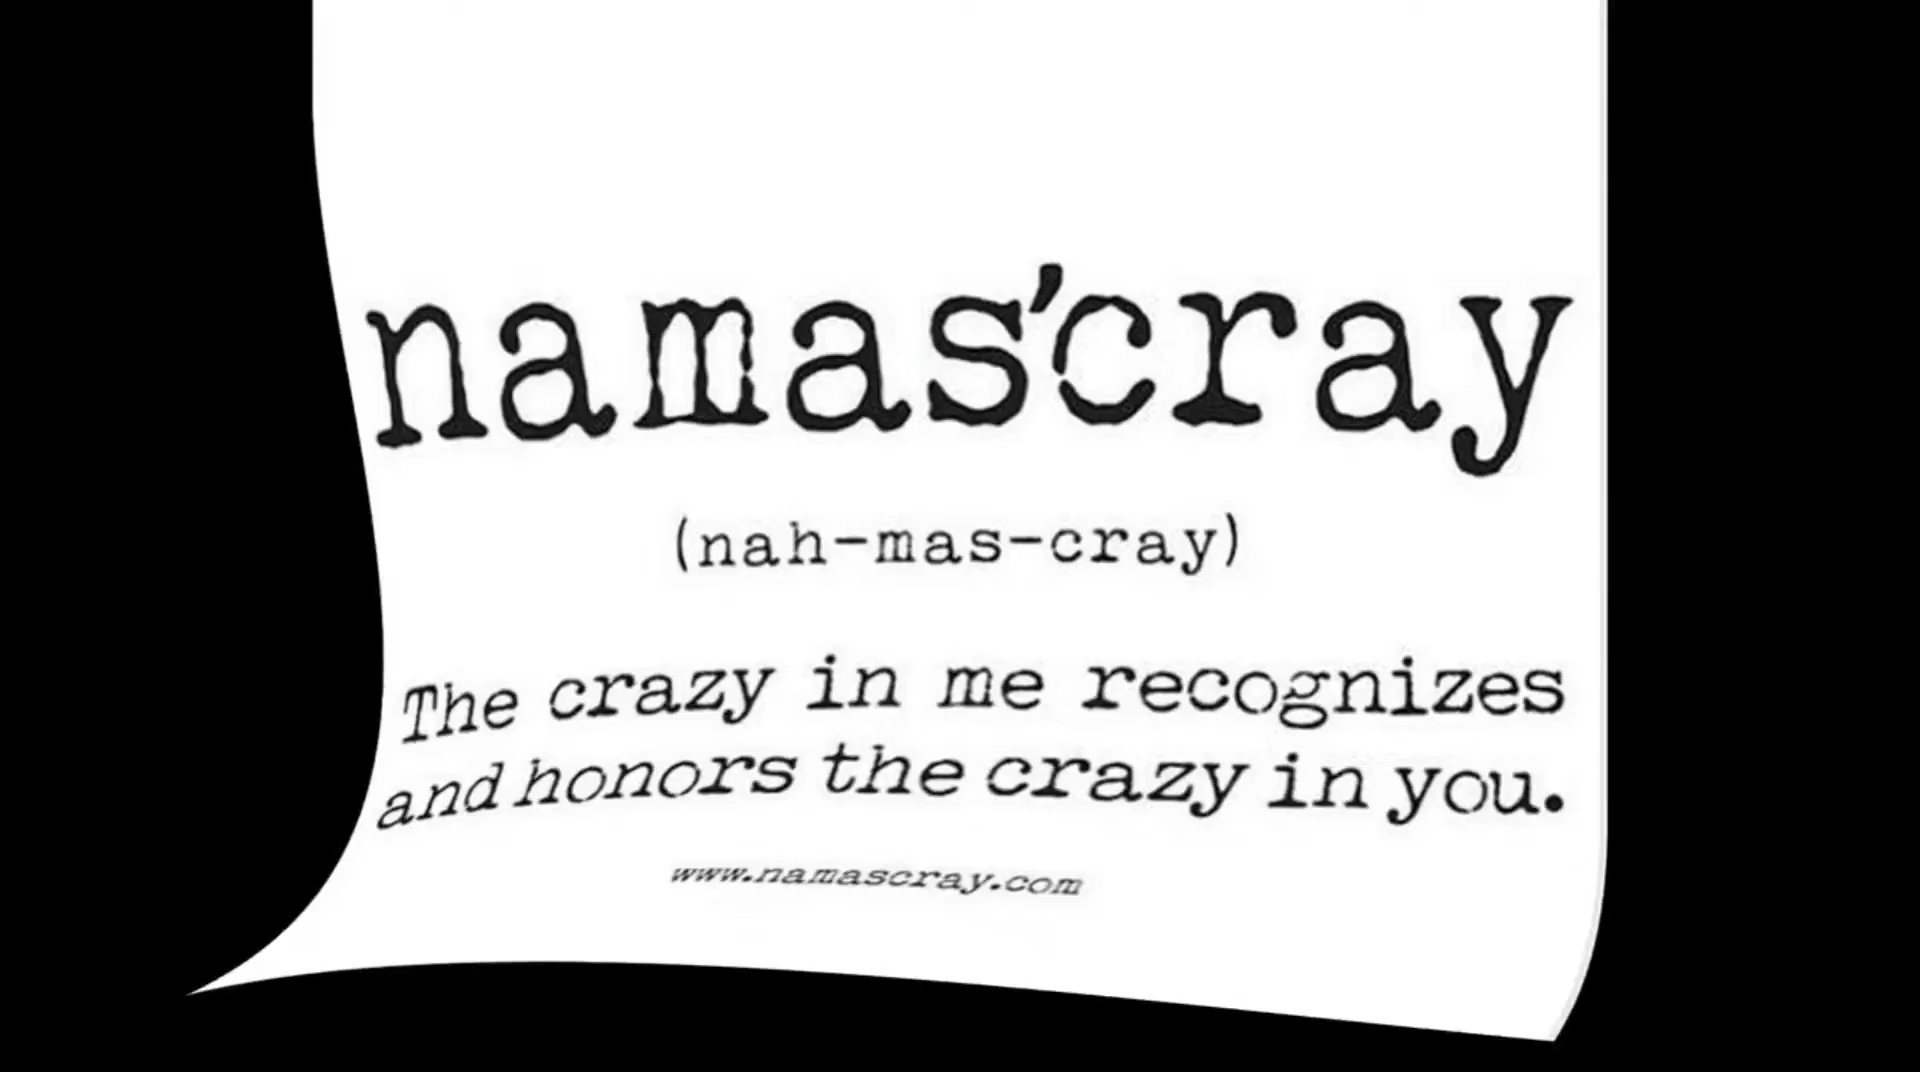 namas'cray
(nah-mas-cray)
The crazy in me recognizes
and honors the crazy in you.
www.namascray.com